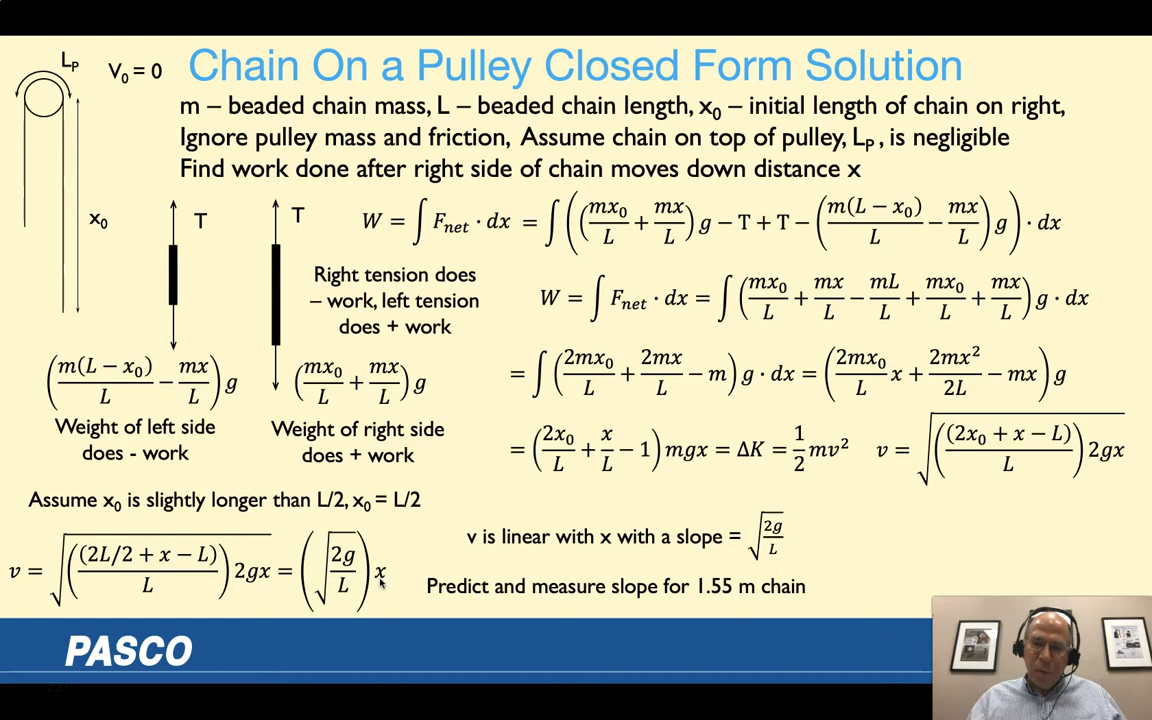 L_P
V_0 = 0
Chain On a Pulley Closed Form Solution
m – beaded chain mass, L – beaded chain length, x_0 – initial length of chain on right,
Ignore pulley mass and friction, Assume chain on top of pulley, L_P , is negligible
Find work done after right side of chain moves down distance x
x_0
T
T
W = ∫ F_net · dx = ∫ ((mx_0/L + mx/L) g − T + T − (m(L − x_0)/L − mx/L) g) · dx
Right tension does
– work, left tension
does + work
W = ∫ F_net · dx = ∫ (mx_0/L + mx/L − mL/L + mx_0/L + mx/L) g · dx
(m(L − x_0)/L − mx/L) g
(mx_0/L + mx/L) g
= ∫ (2mx_0/L + 2mx/L − m) g · dx = (2mx_0/L x + 2mx^2/2L − mx) g
Weight of left side
does - work
Weight of right side
does + work
= (2x_0/L + x/L − 1) mgx = ΔK = 1/2 mv^2
v = √(((2x_0 + x − L)/L) 2gx)
Assume x_0 is slightly longer than L/2, x_0 = L/2
v = √(((2L/2 + x − L)/L) 2gx) = (√(2g/L)) x
v is linear with x with a slope = √(2g/L)
Predict and measure slope for 1.55 m chain
PASCO